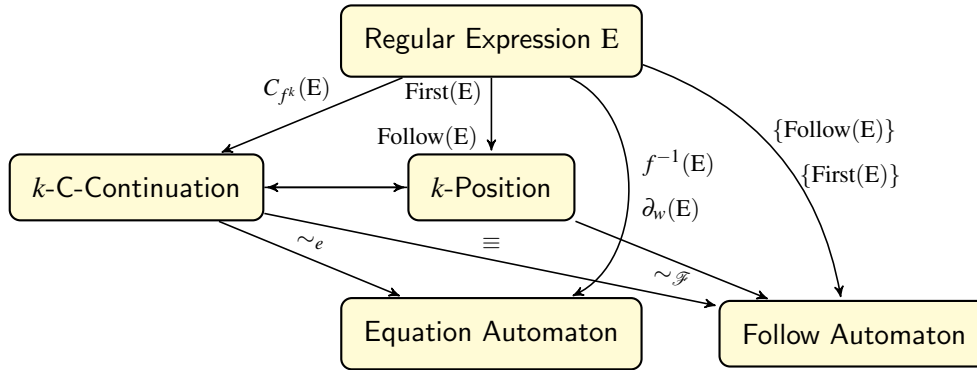 Regular Expression E
C_{f^k}(E)
First(E)
Follow(E)
{Follow(E)}
{First(E)}
f^{-1}(E)
∂_w(E)
k-C-Continuation
k-Position
∼_e
≡
∼_ℱ
Equation Automaton
Follow Automaton